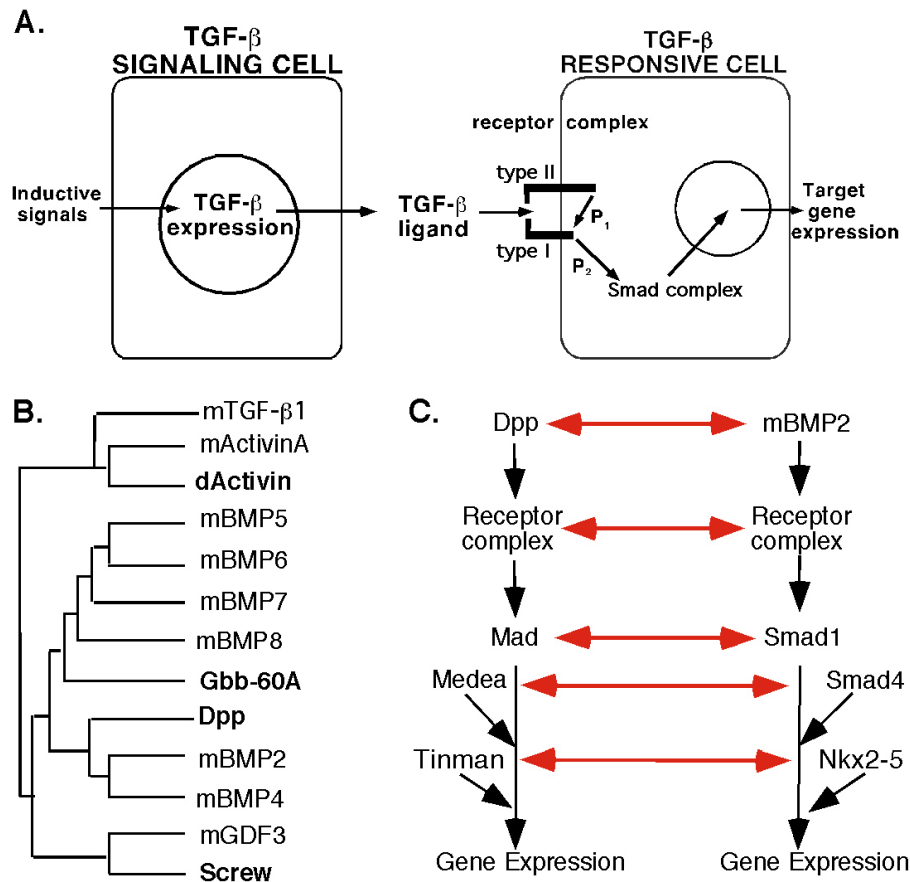 A.
TGF-β
SIGNALING CELL
Inductive
signals
TGF-β
expression
TGF-β
ligand
TGF-β
RESPONSIVE CELL
receptor complex
type II
type I
P₁
P₂
Smad complex
Target
gene
expression
B.
mTGF-β1
mActivinA
dActivin
mBMP5
mBMP6
mBMP7
mBMP8
Gbb-60A
Dpp
mBMP2
mBMP4
mGDF3
Screw
C.
Dpp
mBMP2
Receptor
complex
Receptor
complex
Mad
Smad1
Medea
Smad4
Tinman
Nkx2-5
Gene Expression
Gene Expression